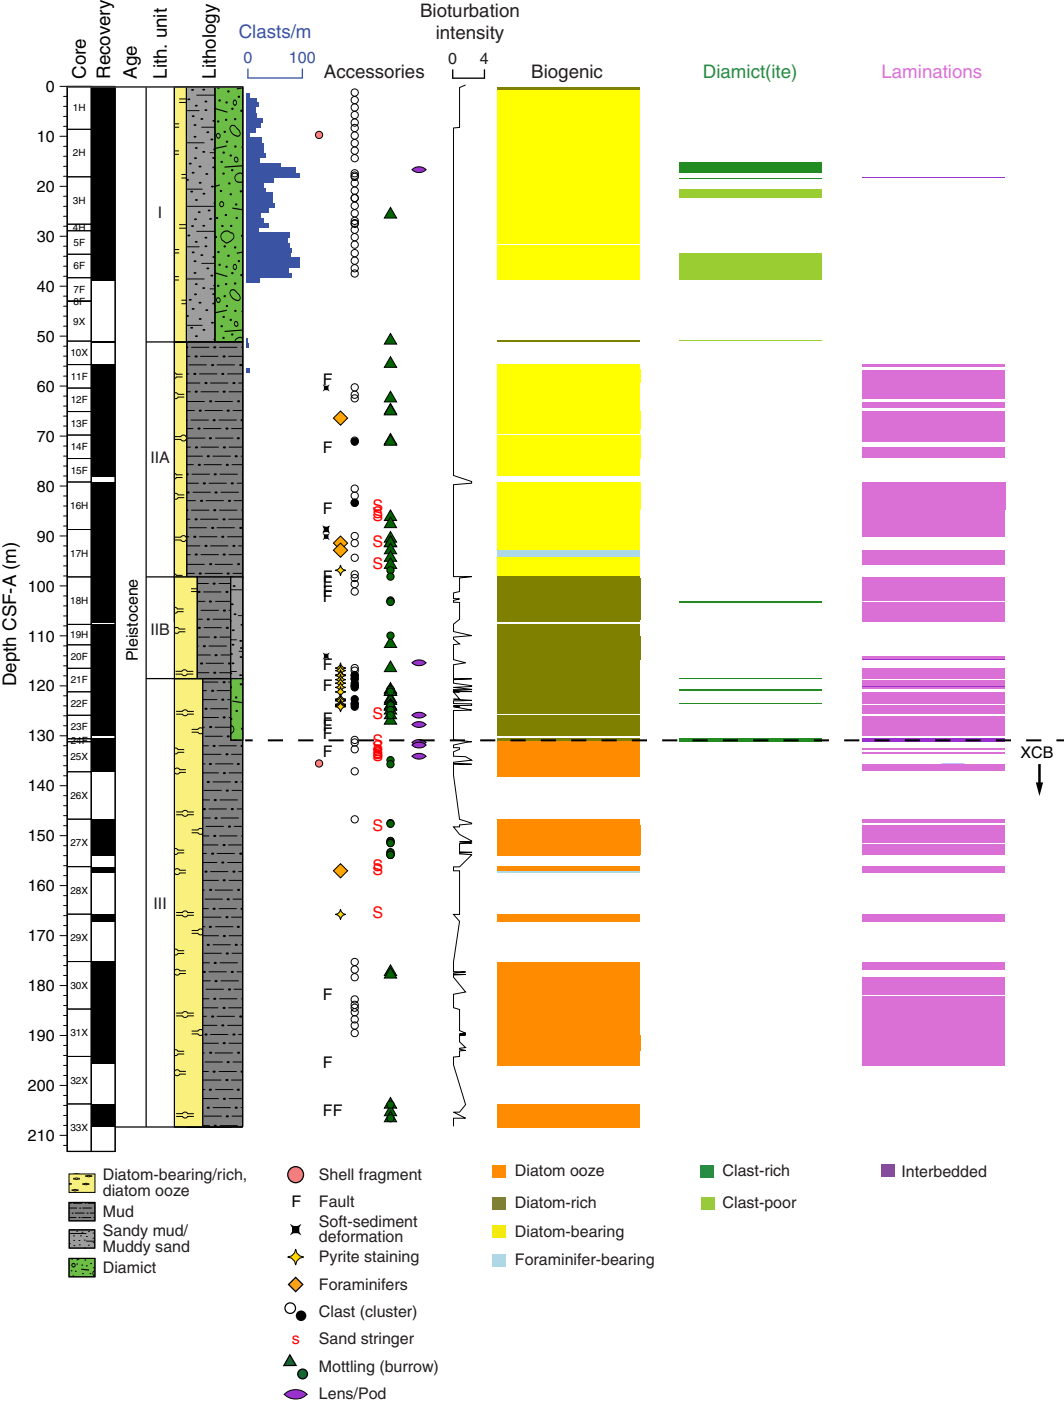 Core
Recovery
Age
Lith. unit
Lithology
Clasts/m
0 100
Accessories
Bioturbation
intensity
0 4
Biogenic
Diamict(ite)
Laminations
Depth CSF-A (m)
0
10
20
30
40
50
60
70
80
90
100
110
120
130
140
150
160
170
180
190
200
210
1H
2H
3H
4H
5F
6F
7F
8F
9X
10X
11F
12F
13F
14F
15F
16H
17H
18H
19H
20F
21F
22F
23F
24F
25X
26X
27X
28X
29X
30X
31X
32X
33X
Pleistocene
I
IIA
IIB
III
F
F
F
S
S
S
S
S
F
F
F
F
F
F
F
S
F
F
F
F
S
S
S
S
F
S
S
S
S
F
F
FF
XCB
Diatom-bearing/rich,
diatom ooze
Mud
Sandy mud/
Muddy sand
Diamict
Shell fragment
F Fault
Soft-sediment
deformation
Pyrite staining
Foraminifers
Clast (cluster)
s Sand stringer
Mottling (burrow)
Lens/Pod
Diatom ooze
Diatom-rich
Diatom-bearing
Foraminifer-bearing
Clast-rich
Clast-poor
Interbedded